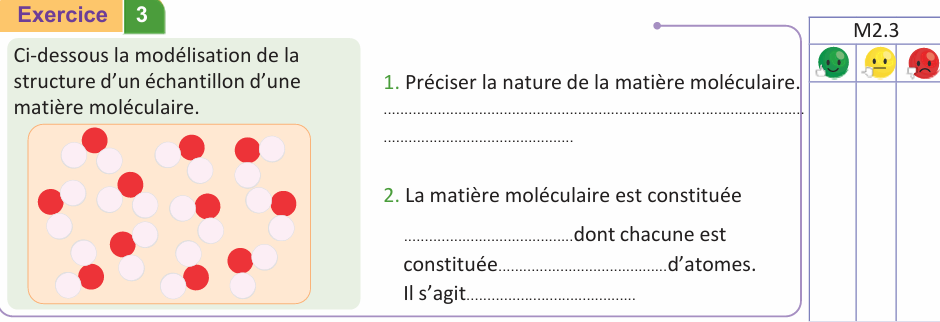 Exercice 3
Ci-dessous la modélisation de la
structure d'un échantillon d'une
matière moléculaire.
1. Préciser la nature de la matière moléculaire.
..........................................................................................
..........................................
2. La matière moléculaire est constituée
.........................................dont chacune est
constituée.........................................d'atomes.
Il s'agit.........................................
M2.3